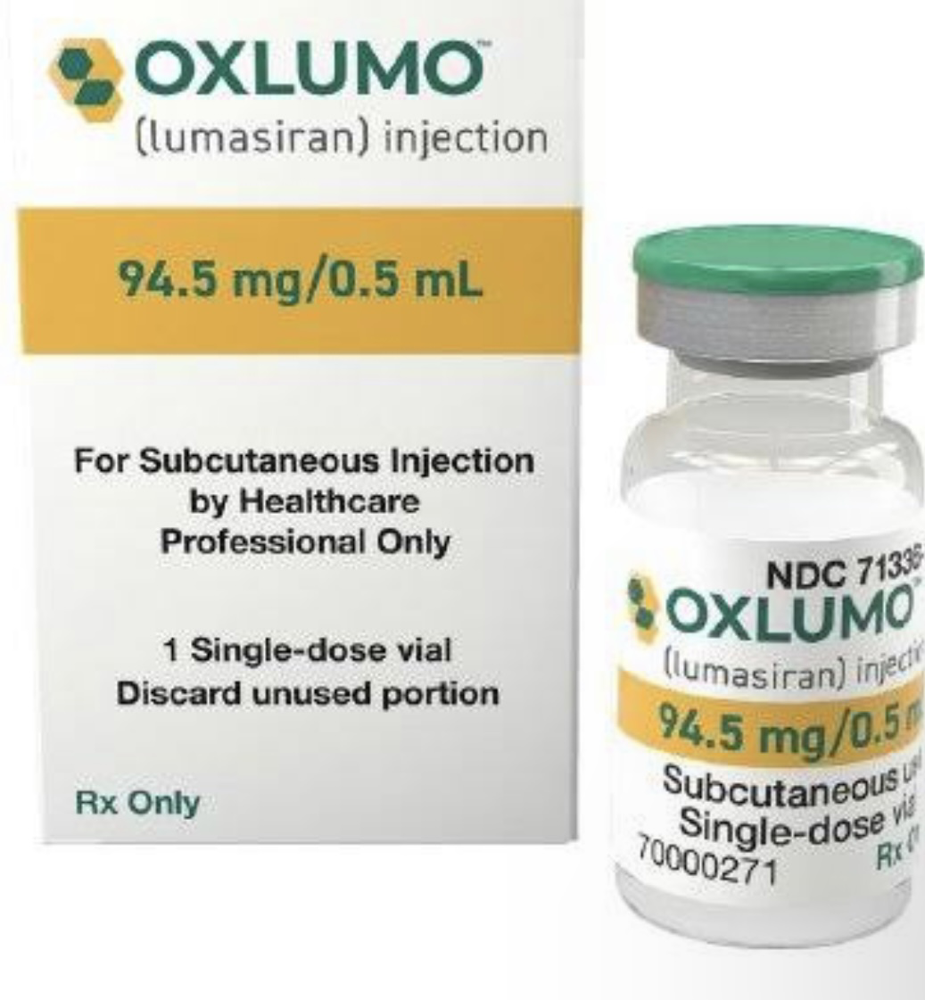 OXLUMO™
(lumasiran) injection
94.5 mg/0.5 mL
For Subcutaneous Injection
by Healthcare
Professional Only
1 Single-dose vial
Discard unused portion
Rx Only
NDC 71336-
OXLUMO™
(lumasiran)
94.5 mg/0.5
Subcutaneous
Single-dose
70000271
Rx